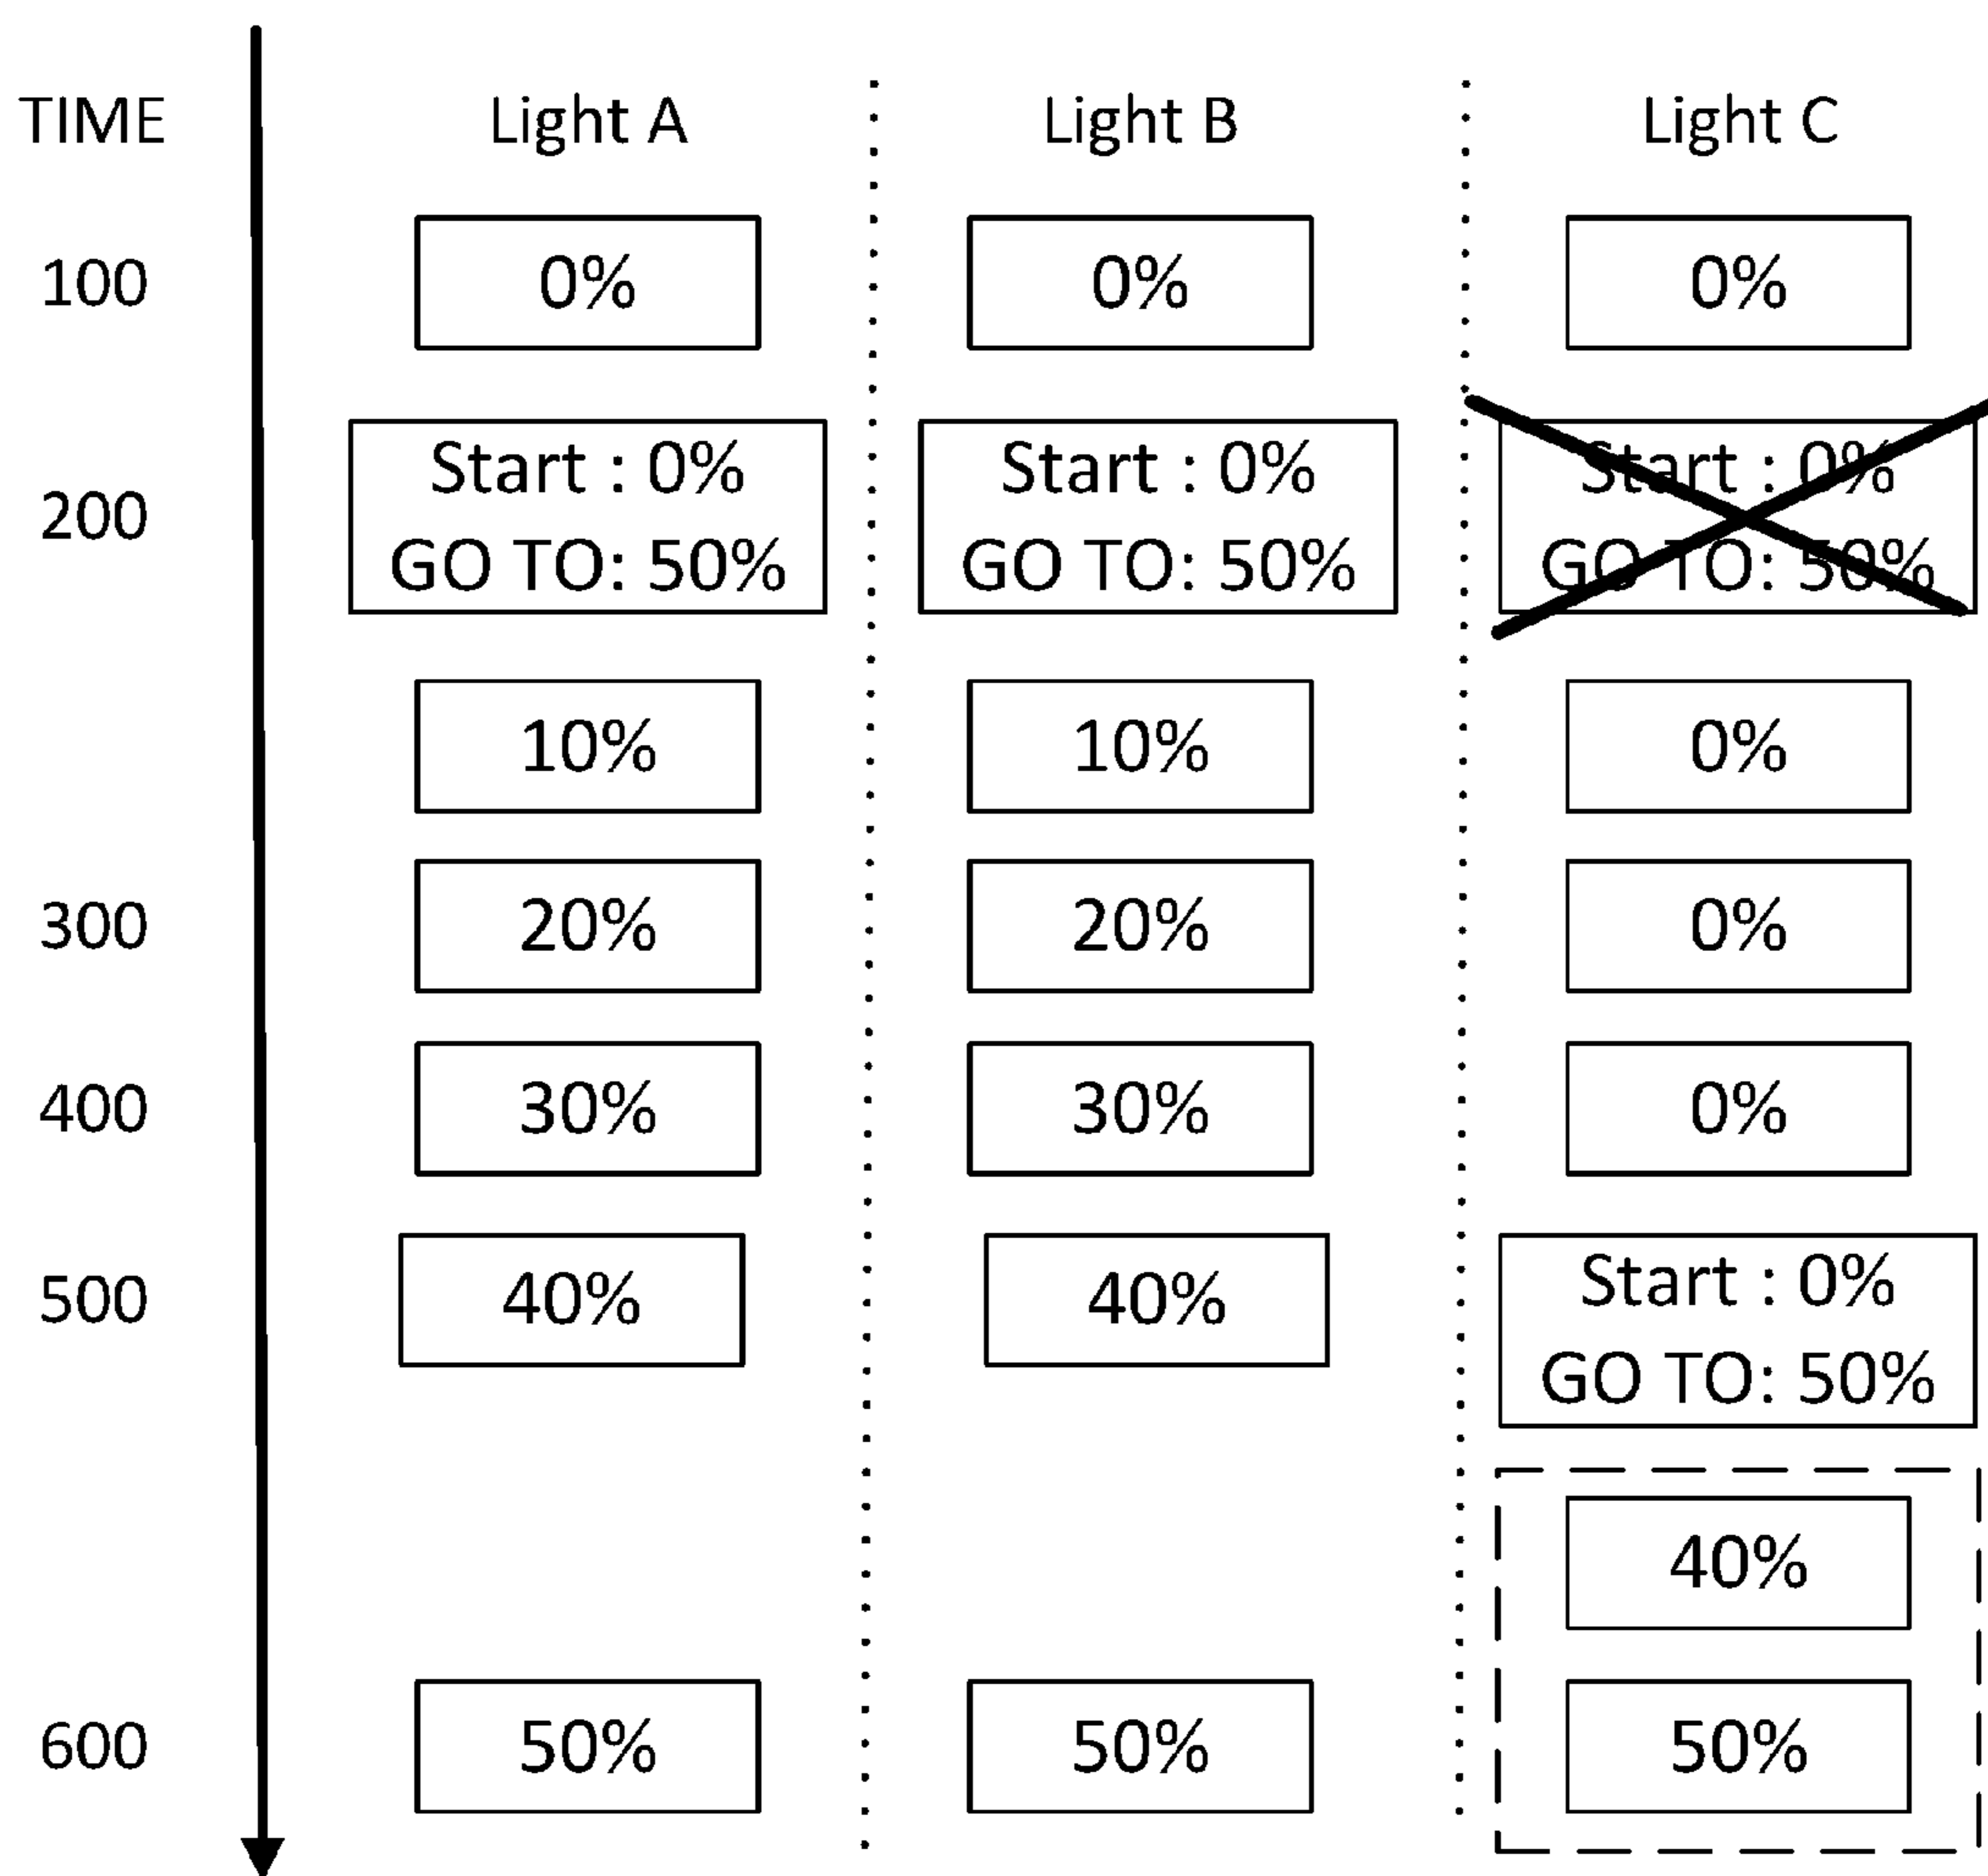 TIME Light A Light B Light C
100 0% 0% 0%
Start : 0% Start : 0% Start : 0%
200
GO TO: 50% GO TO: 50% GO TO: 50%
10% 10% 0%
300 20% 20% 0%
400 30% 30% 0%
500 40% 40% Start : 0%
GO TO: 50%
40%
600 50% 50% 50%